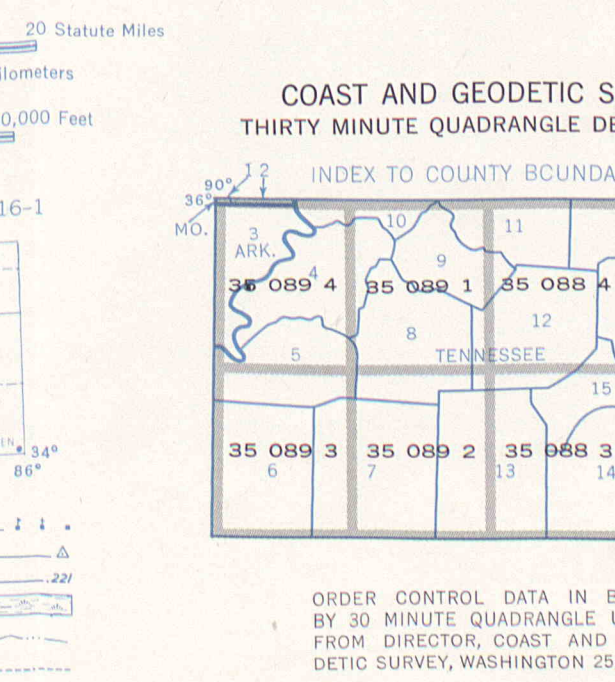 20 Statute Miles
ilometers
0,000 Feet
16-1
34°
86°
.221
COAST AND GEODETIC S
THIRTY MINUTE QUADRANGLE DE
INDEX TO COUNTY BCUNDA
1 2
90°
36°
MO.
3
ARK.
10
11
9
4
35 089 4
35 089 1
35 088 4
12
8
5
TENNESSEE
15
35 089 3
35 089 2
35 088 3
6
7
13
14
ORDER CONTROL DATA IN B
BY 30 MINUTE QUADRANGLE U
FROM DIRECTOR, COAST AND
DETIC SURVEY, WASHINGTON 25